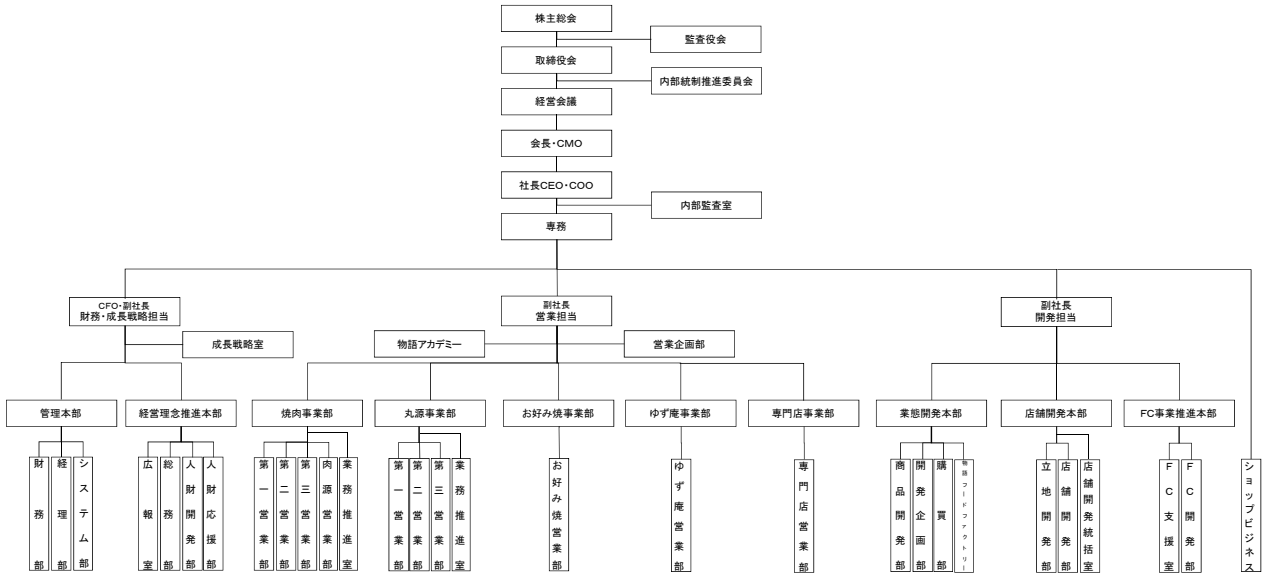 株主総会
監査役会
取締役会
内部統制推進委員会
経営会議
会長・CMO
社長CEO・COO
内部監査室
専務
CFO・副社長
財務・成長戦略担当
副社長
営業担当
副社長
開発担当
成長戦略室
物語アカデミー
営業企画部
管理本部
経営理念推進本部
焼肉事業部
丸源事業部
お好み焼事業部
ゆず庵事業部
専門店事業部
業態開発本部
店舗開発本部
FC事業推進本部
財務部
経理部
システム部
広報室
総務部
人財開発部
人財応援部
第一営業部
第二営業部
第三営業部
肉源営業部
業務推進室
第一営業部
第二営業部
第三営業部
業務推進室
お好み焼営業部
ゆず庵営業部
専門店営業部
商品開発部
開発企画部
購買部
物語フードファクトリー
立地開発部
店舗開発部
店舗開発統括室
FC支援室
FC開発部
ショップビジネス